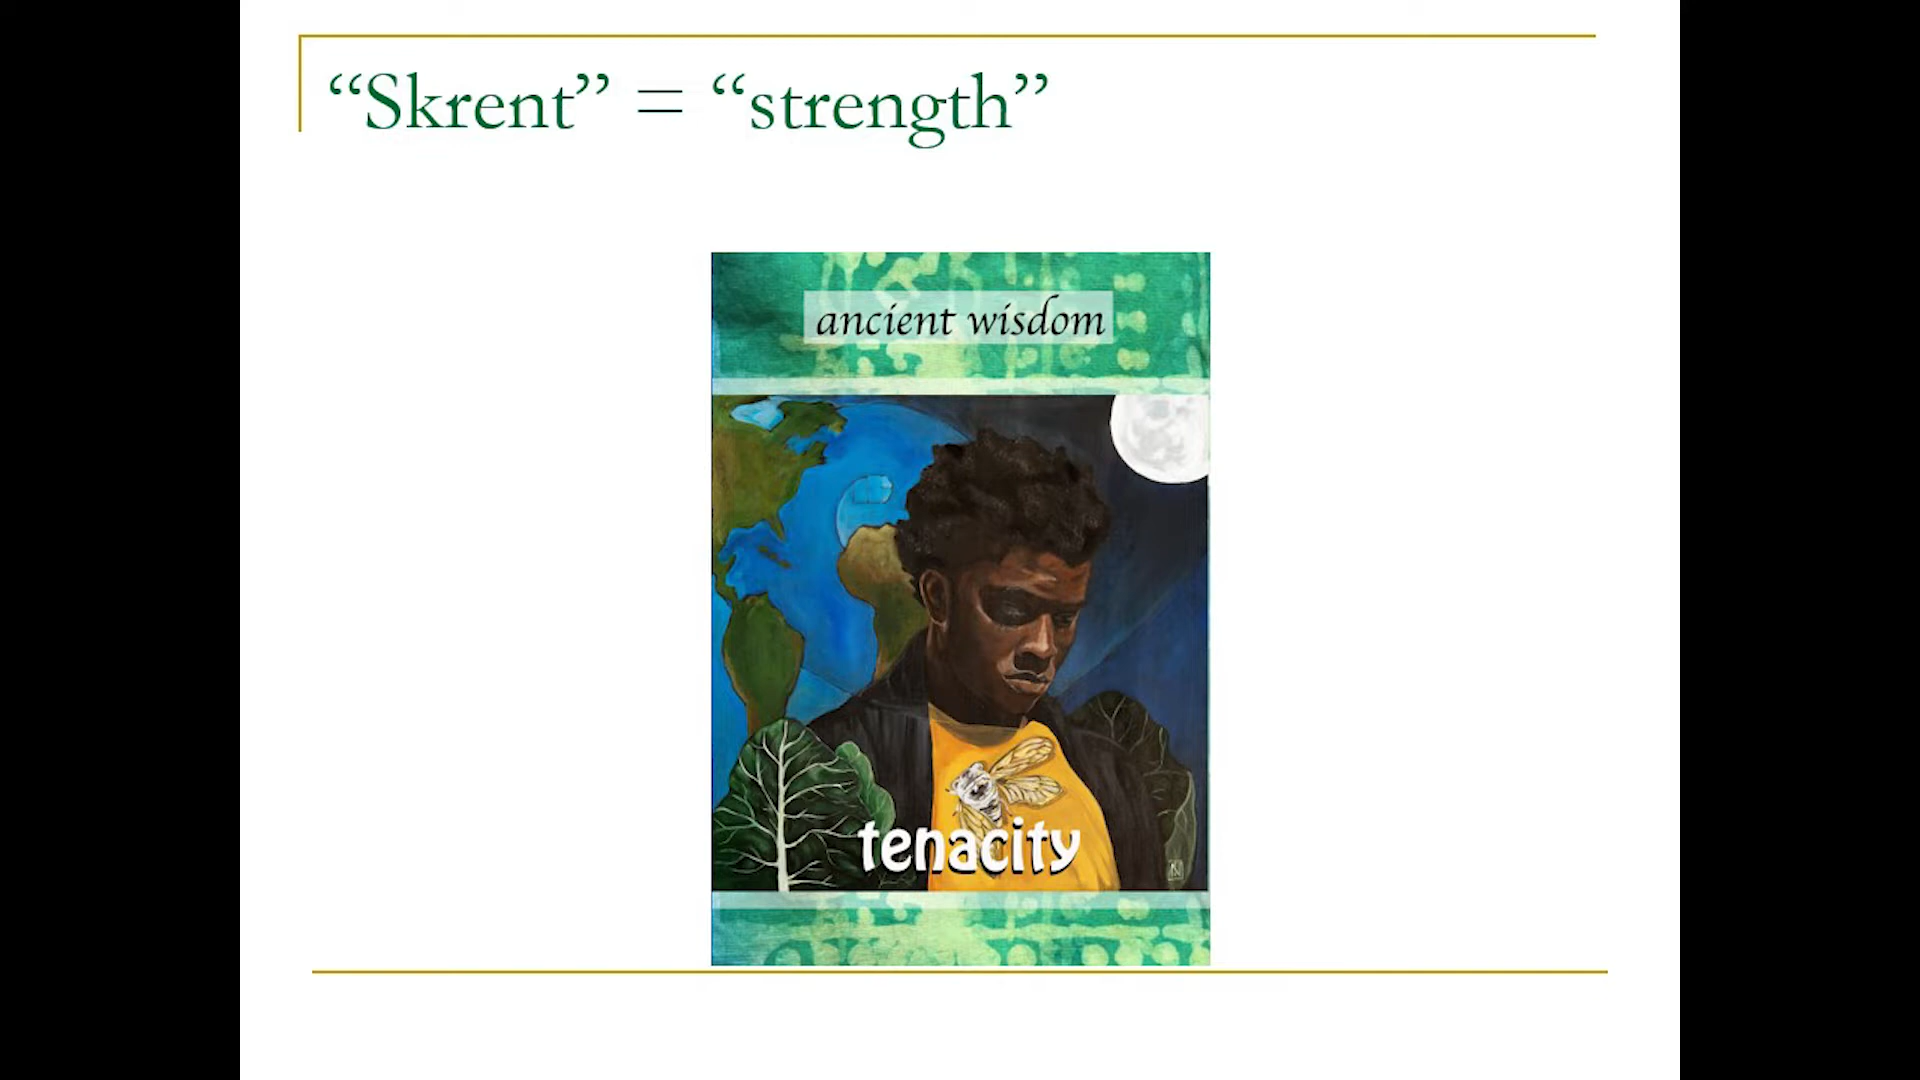 “Skrent” = “strength”
ancient wisdom
tenacity